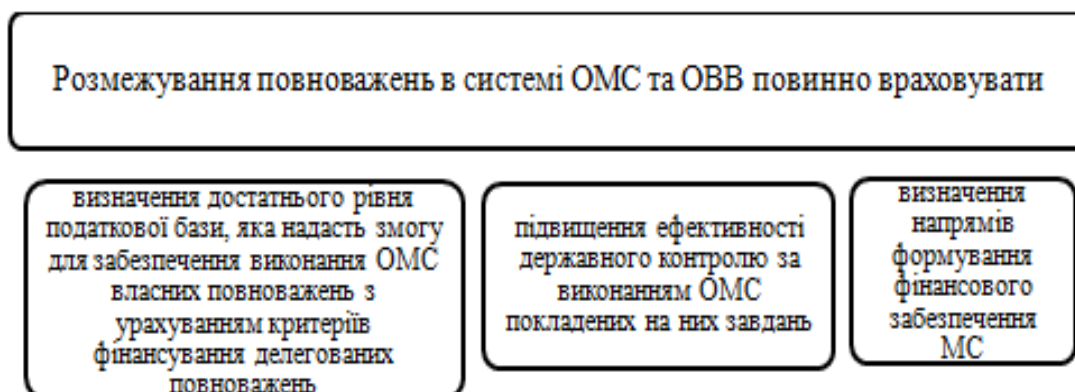 Розмежування повноважень в системі ОМС та ОВВ повинно враховувати
визначення достатнього рівня
податкової бази, яка надасть змогу
для забезпечення виконання ОМС
власних повноважень з
урахуванням критеріїв
фінансування делегованих
повноважень
підвищення ефективності
державного контролю за
виконанням ОМС
покладених на них завдань
визначення
напрямів
формування
фінансового
забезпечення
МС